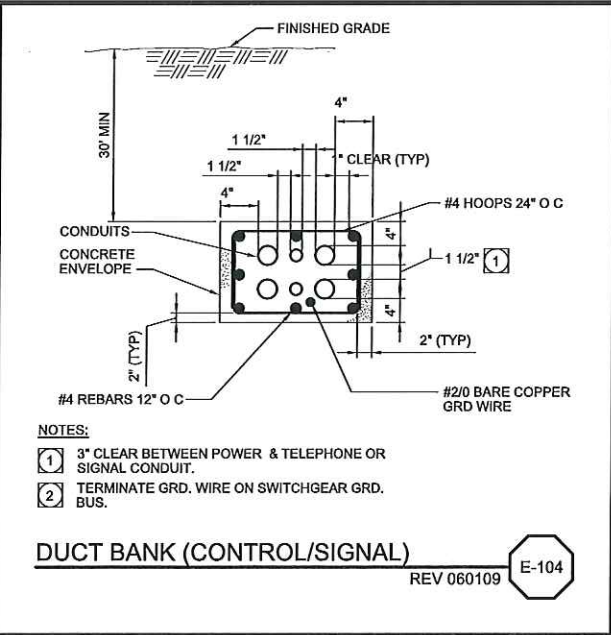 FINISHED GRADE
30' MIN
4"
1 1/2"
1 1/2"
" CLEAR (TYP)
4"
#4 HOOPS 24" O C
CONDUITS
4"
CONCRETE
ENVELOPE
1 1/2" 1
4"
2" (TYP)
2" (TYP)
#4 REBARS 12" O C
#2/0 BARE COPPER
GRD WIRE
NOTES:
1 3" CLEAR BETWEEN POWER & TELEPHONE OR
SIGNAL CONDUIT.
2 TERMINATE GRD. WIRE ON SWITCHGEAR GRD.
BUS.
DUCT BANK (CONTROL/SIGNAL)
REV 060109
E-104